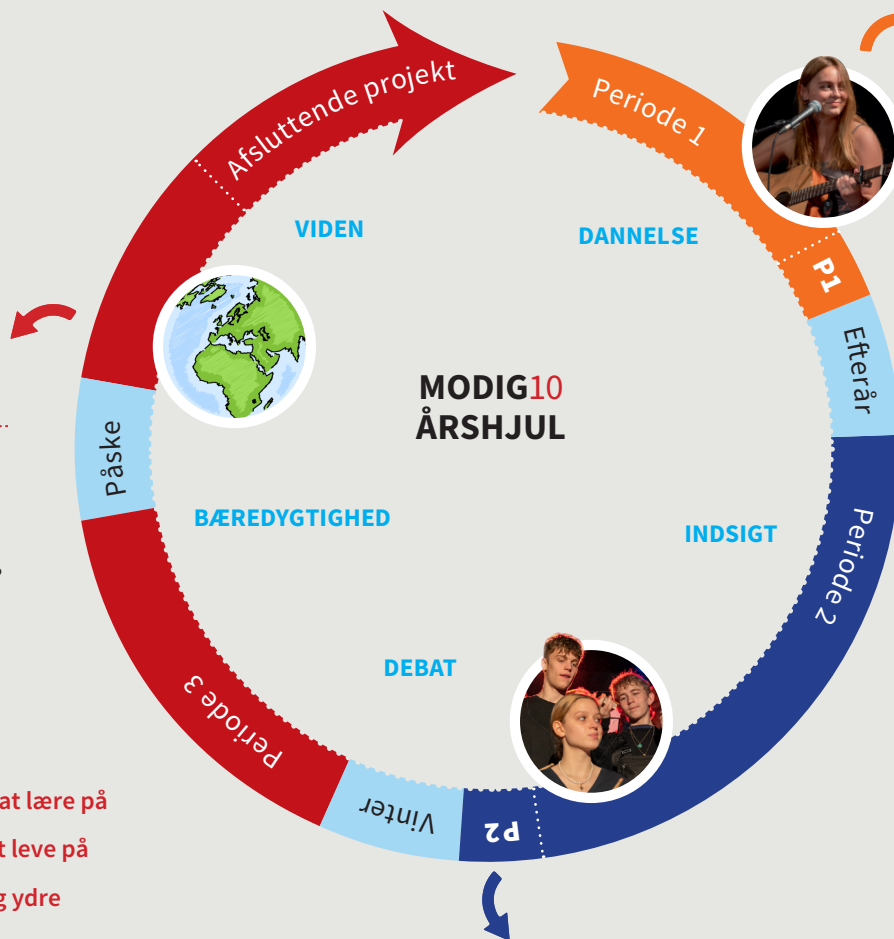 Afsluttende projekt
Periode 1
VIDEN
DANNELSE
P1
Efterår
MODIG10
ÅRSHJUL
Påske
BÆREDYGTIGHED
INDSIGT
Periode 2
DEBAT
Periode 3
Vinter
P2
at lære på
leve på
ydre